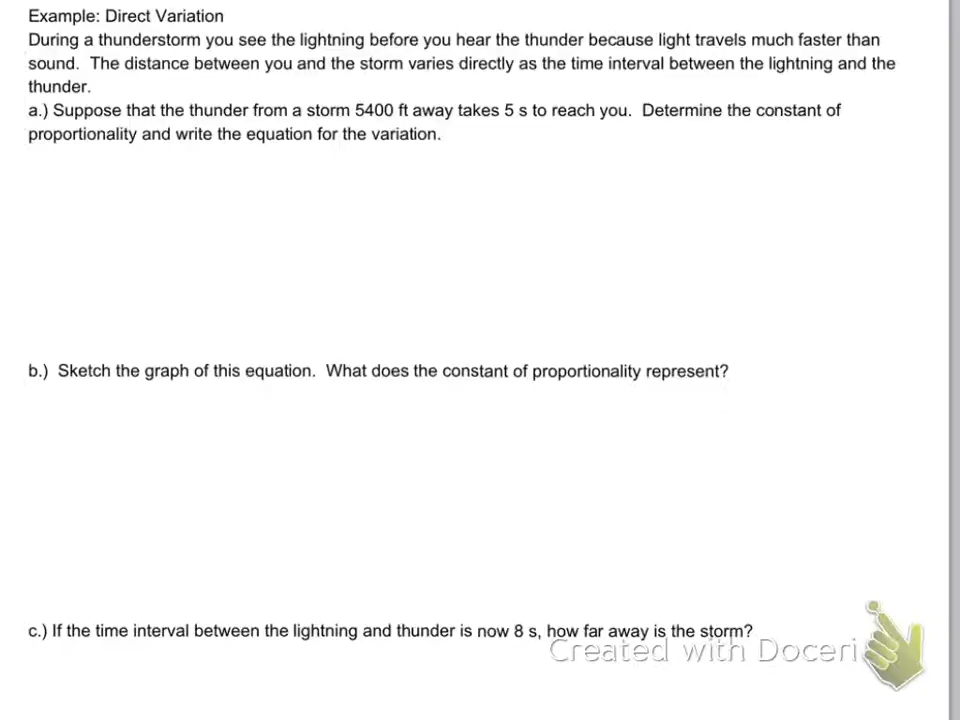 Example: Direct Variation
During a thunderstorm you see the lightning before you hear the thunder because light travels much faster than
sound.  The distance between you and the storm varies directly as the time interval between the lightning and the
thunder.
a.) Suppose that the thunder from a storm 5400 ft away takes 5 s to reach you.  Determine the constant of
proportionality and write the equation for the variation.
b.)  Sketch the graph of this equation.  What does the constant of proportionality represent?
c.) If the time interval between the lightning and thunder is now 8 s, how far away is the storm?
Created with Doceri